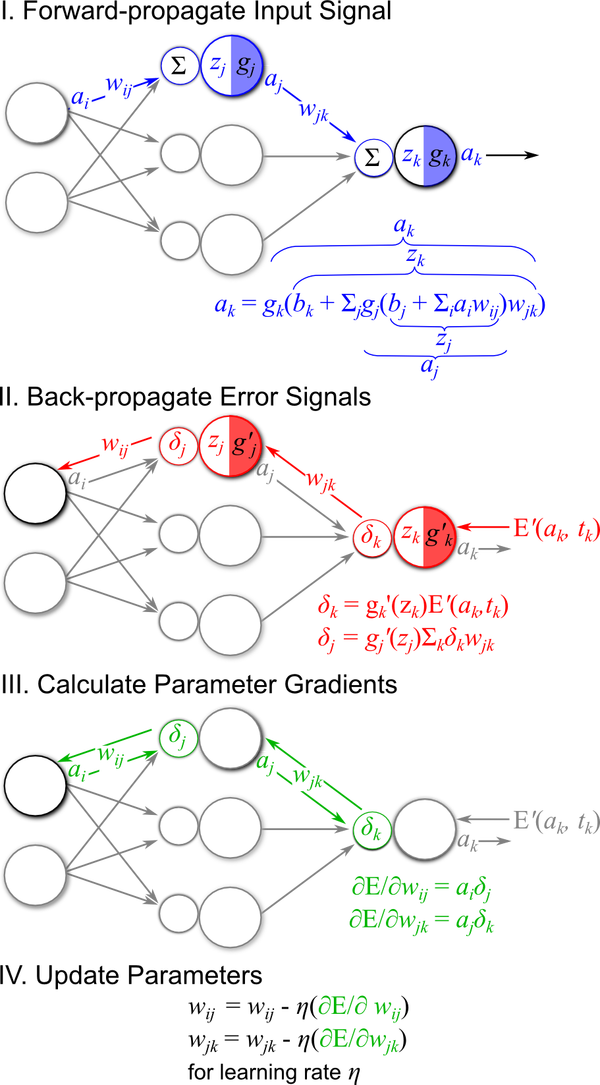 I. Forward-propagate Input Signal
a_i w_ij Σ z_j g_j a_j
w_jk
Σ z_k g_k a_k
a_k
z_k
a_k = g_k(b_k + Σ_j g_j(b_j + Σ_i a_i w_ij)w_jk)
z_j
a_j
II. Back-propagate Error Signals
w_ij δ_j z_j g'_j
a_i a_j w_jk
δ_k z_k g'_k E'(a_k, t_k)
a_k
δ_k = g_k'(z_k)E'(a_k,t_k)
δ_j = g_j'(z_j)Σ_k δ_k w_jk
III. Calculate Parameter Gradients
δ_j
a_i w_ij a_j w_jk
δ_k E'(a_k, t_k)
a_k
∂E/∂w_ij = a_i δ_j
∂E/∂w_jk = a_j δ_k
IV. Update Parameters
w_ij = w_ij - η(∂E/∂ w_ij)
w_jk = w_jk - η(∂E/∂w_jk)
for learning rate η